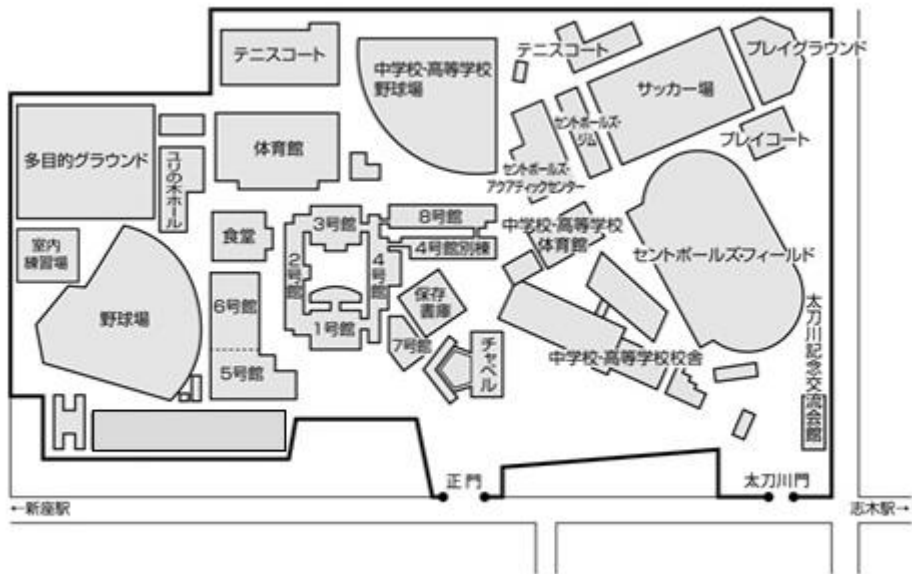 テニスコート
中学校・高等学校
野球場
テニスコート
プレイグラウンド
サッカー場
セントポールズ・
ジム
プレイコート
多目的グラウンド
ユリの木ホール
体育館
セントポールズ・
アクアティックセンター
食堂
3号館
8号館
4号館別棟
中学校・高等学校
体育館
セントポールズ・フィールド
室内
練習場
野球場
2号館
4号館
6号館
1号館
保存
書庫
7号館
チャペル
5号館
中学校・高等学校校舎
太刀川記念交流会館
正門
太刀川門
←新座駅
志木駅→